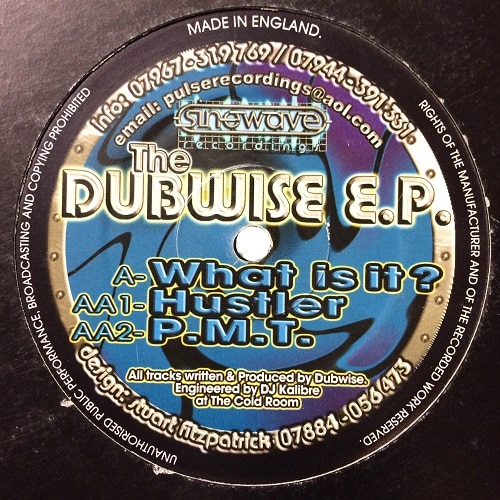 MADE IN ENGLAND.
RIGHTS OF THE MANUFACTURER AND OF THE RECORDED WORK RESERVED.
UNAUTHORISED PUBLIC PERFORMANCE, BROADCASTING AND COPYING PROHIBITED
info: 07967-319769 / 07944-391-331.
email: pulserecordings@aol.com
sinewave
recordings
The
DUBWISE E.P.
A- What is it?
AA1- Hustler
AA2- P.M.T.
All tracks written & Produced by Dubwise.
Engineered by DJ Kalibre
at The Cold Room
design: stuart fitzpatrick (07884-(056)473